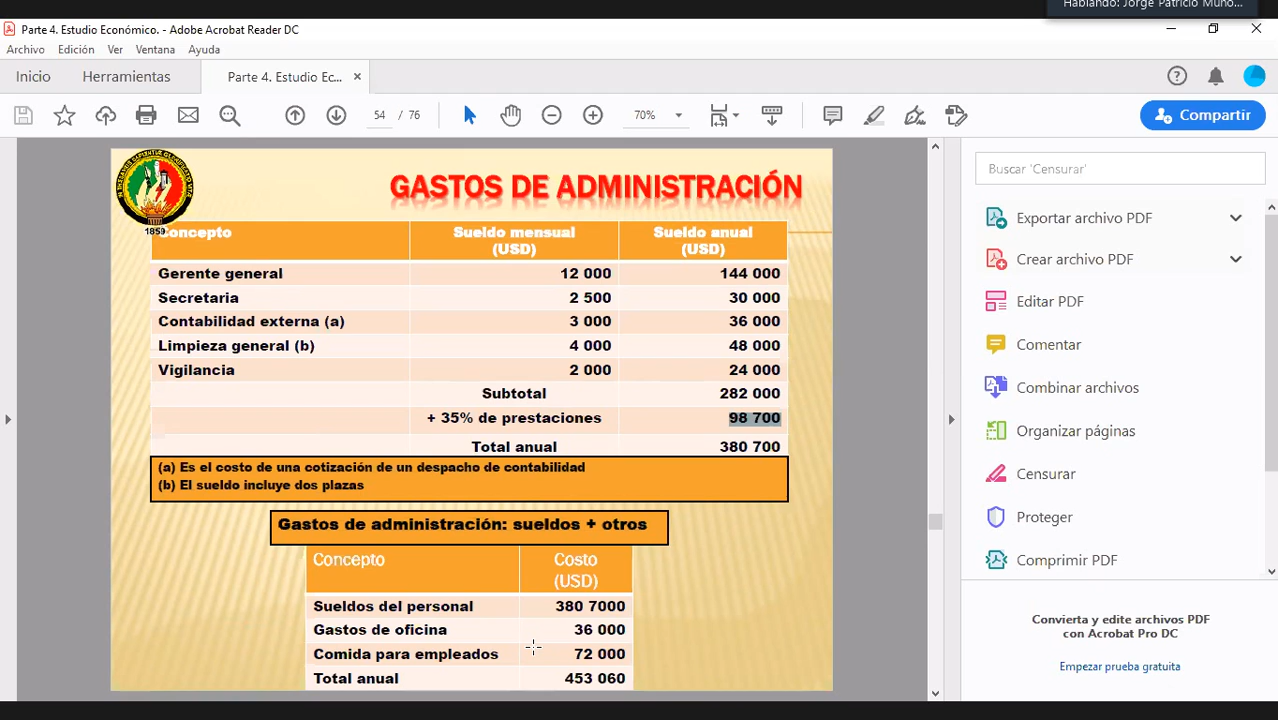 Hablando: Jorge Patricio Muño...
Parte 4. Estudio Económico. - Adobe Acrobat Reader DC
Archivo Edición Ver Ventana Ayuda
Inicio Herramientas Parte 4. Estudio Ec... ×
54 / 76 70% Compartir
GASTOS DE ADMINISTRACIÓN
1859
Concepto Sueldo mensual (USD) Sueldo anual (USD)
Gerente general 12 000 144 000
Secretaria 2 500 30 000
Contabilidad externa (a) 3 000 36 000
Limpieza general (b) 4 000 48 000
Vigilancia 2 000 24 000
Subtotal 282 000
+ 35% de prestaciones 98 700
Total anual 380 700
(a) Es el costo de una cotización de un despacho de contabilidad
(b) El sueldo incluye dos plazas
Gastos de administración: sueldos + otros
Concepto Costo (USD)
Sueldos del personal 380 7000
Gastos de oficina 36 000
Comida para empleados 72 000
Total anual 453 060
Buscar 'Censurar'
Exportar archivo PDF
Crear archivo PDF
Editar PDF
Comentar
Combinar archivos
Organizar páginas
Censurar
Proteger
Comprimir PDF
Convierta y edite archivos PDF
con Acrobat Pro DC
Empezar prueba gratuita